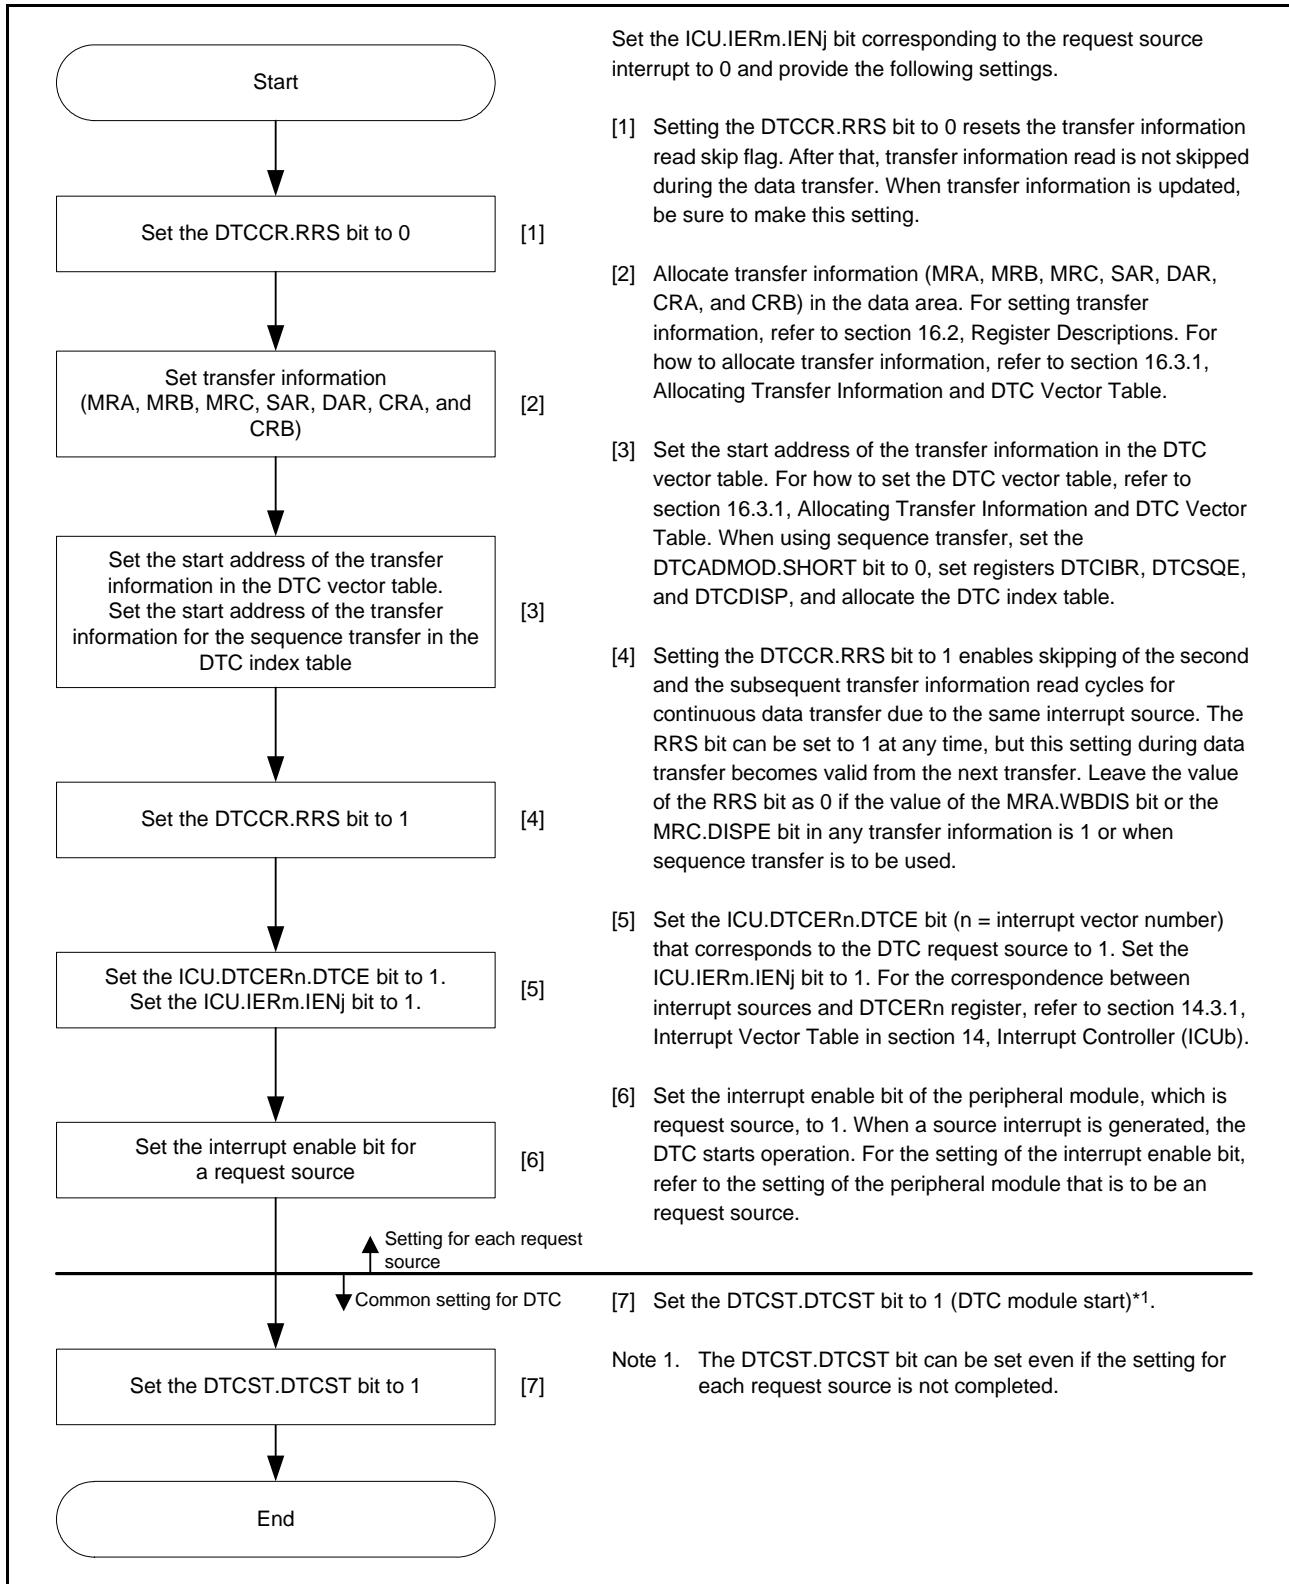 Start
Set the DTCCR.RRS bit to 0
[1]
Set transfer information
(MRA, MRB, MRC, SAR, DAR, CRA, and
CRB)
[2]
Set the start address of the transfer
information in the DTC vector table.
Set the start address of the transfer
information for the sequence transfer in the
DTC index table
[3]
Set the DTCCR.RRS bit to 1
[4]
Set the ICU.DTCERn.DTCE bit to 1.
Set the ICU.IERm.IENj bit to 1.
[5]
Set the interrupt enable bit for
a request source
[6]
Setting for each request
source
Common setting for DTC
Set the DTCST.DTCST bit to 1
[7]
End
Set the ICU.IERm.IENj bit corresponding to the request source
interrupt to 0 and provide the following settings.
[1] Setting the DTCCR.RRS bit to 0 resets the transfer information
read skip flag. After that, transfer information read is not skipped
during the data transfer. When transfer information is updated,
be sure to make this setting.
[2] Allocate transfer information (MRA, MRB, MRC, SAR, DAR,
CRA, and CRB) in the data area. For setting transfer
information, refer to section 16.2, Register Descriptions. For
how to allocate transfer information, refer to section 16.3.1,
Allocating Transfer Information and DTC Vector Table.
[3] Set the start address of the transfer information in the DTC
vector table. For how to set the DTC vector table, refer to
section 16.3.1, Allocating Transfer Information and DTC Vector
Table. When using sequence transfer, set the
DTCADMOD.SHORT bit to 0, set registers DTCIBR, DTCSQE,
and DTCDISP, and allocate the DTC index table.
[4] Setting the DTCCR.RRS bit to 1 enables skipping of the second
and the subsequent transfer information read cycles for
continuous data transfer due to the same interrupt source. The
RRS bit can be set to 1 at any time, but this setting during data
transfer becomes valid from the next transfer. Leave the value
of the RRS bit as 0 if the value of the MRA.WBDIS bit or the
MRC.DISPE bit in any transfer information is 1 or when
sequence transfer is to be used.
[5] Set the ICU.DTCERn.DTCE bit (n = interrupt vector number)
that corresponds to the DTC request source to 1. Set the
ICU.IERm.IENj bit to 1. For the correspondence between
interrupt sources and DTCERn register, refer to section 14.3.1,
Interrupt Vector Table in section 14, Interrupt Controller (ICUb).
[6] Set the interrupt enable bit of the peripheral module, which is
request source, to 1. When a source interrupt is generated, the
DTC starts operation. For the setting of the interrupt enable bit,
refer to the setting of the peripheral module that is to be an
request source.
[7] Set the DTCST.DTCST bit to 1 (DTC module start)*1.
Note 1. The DTCST.DTCST bit can be set even if the setting for
each request source is not completed.